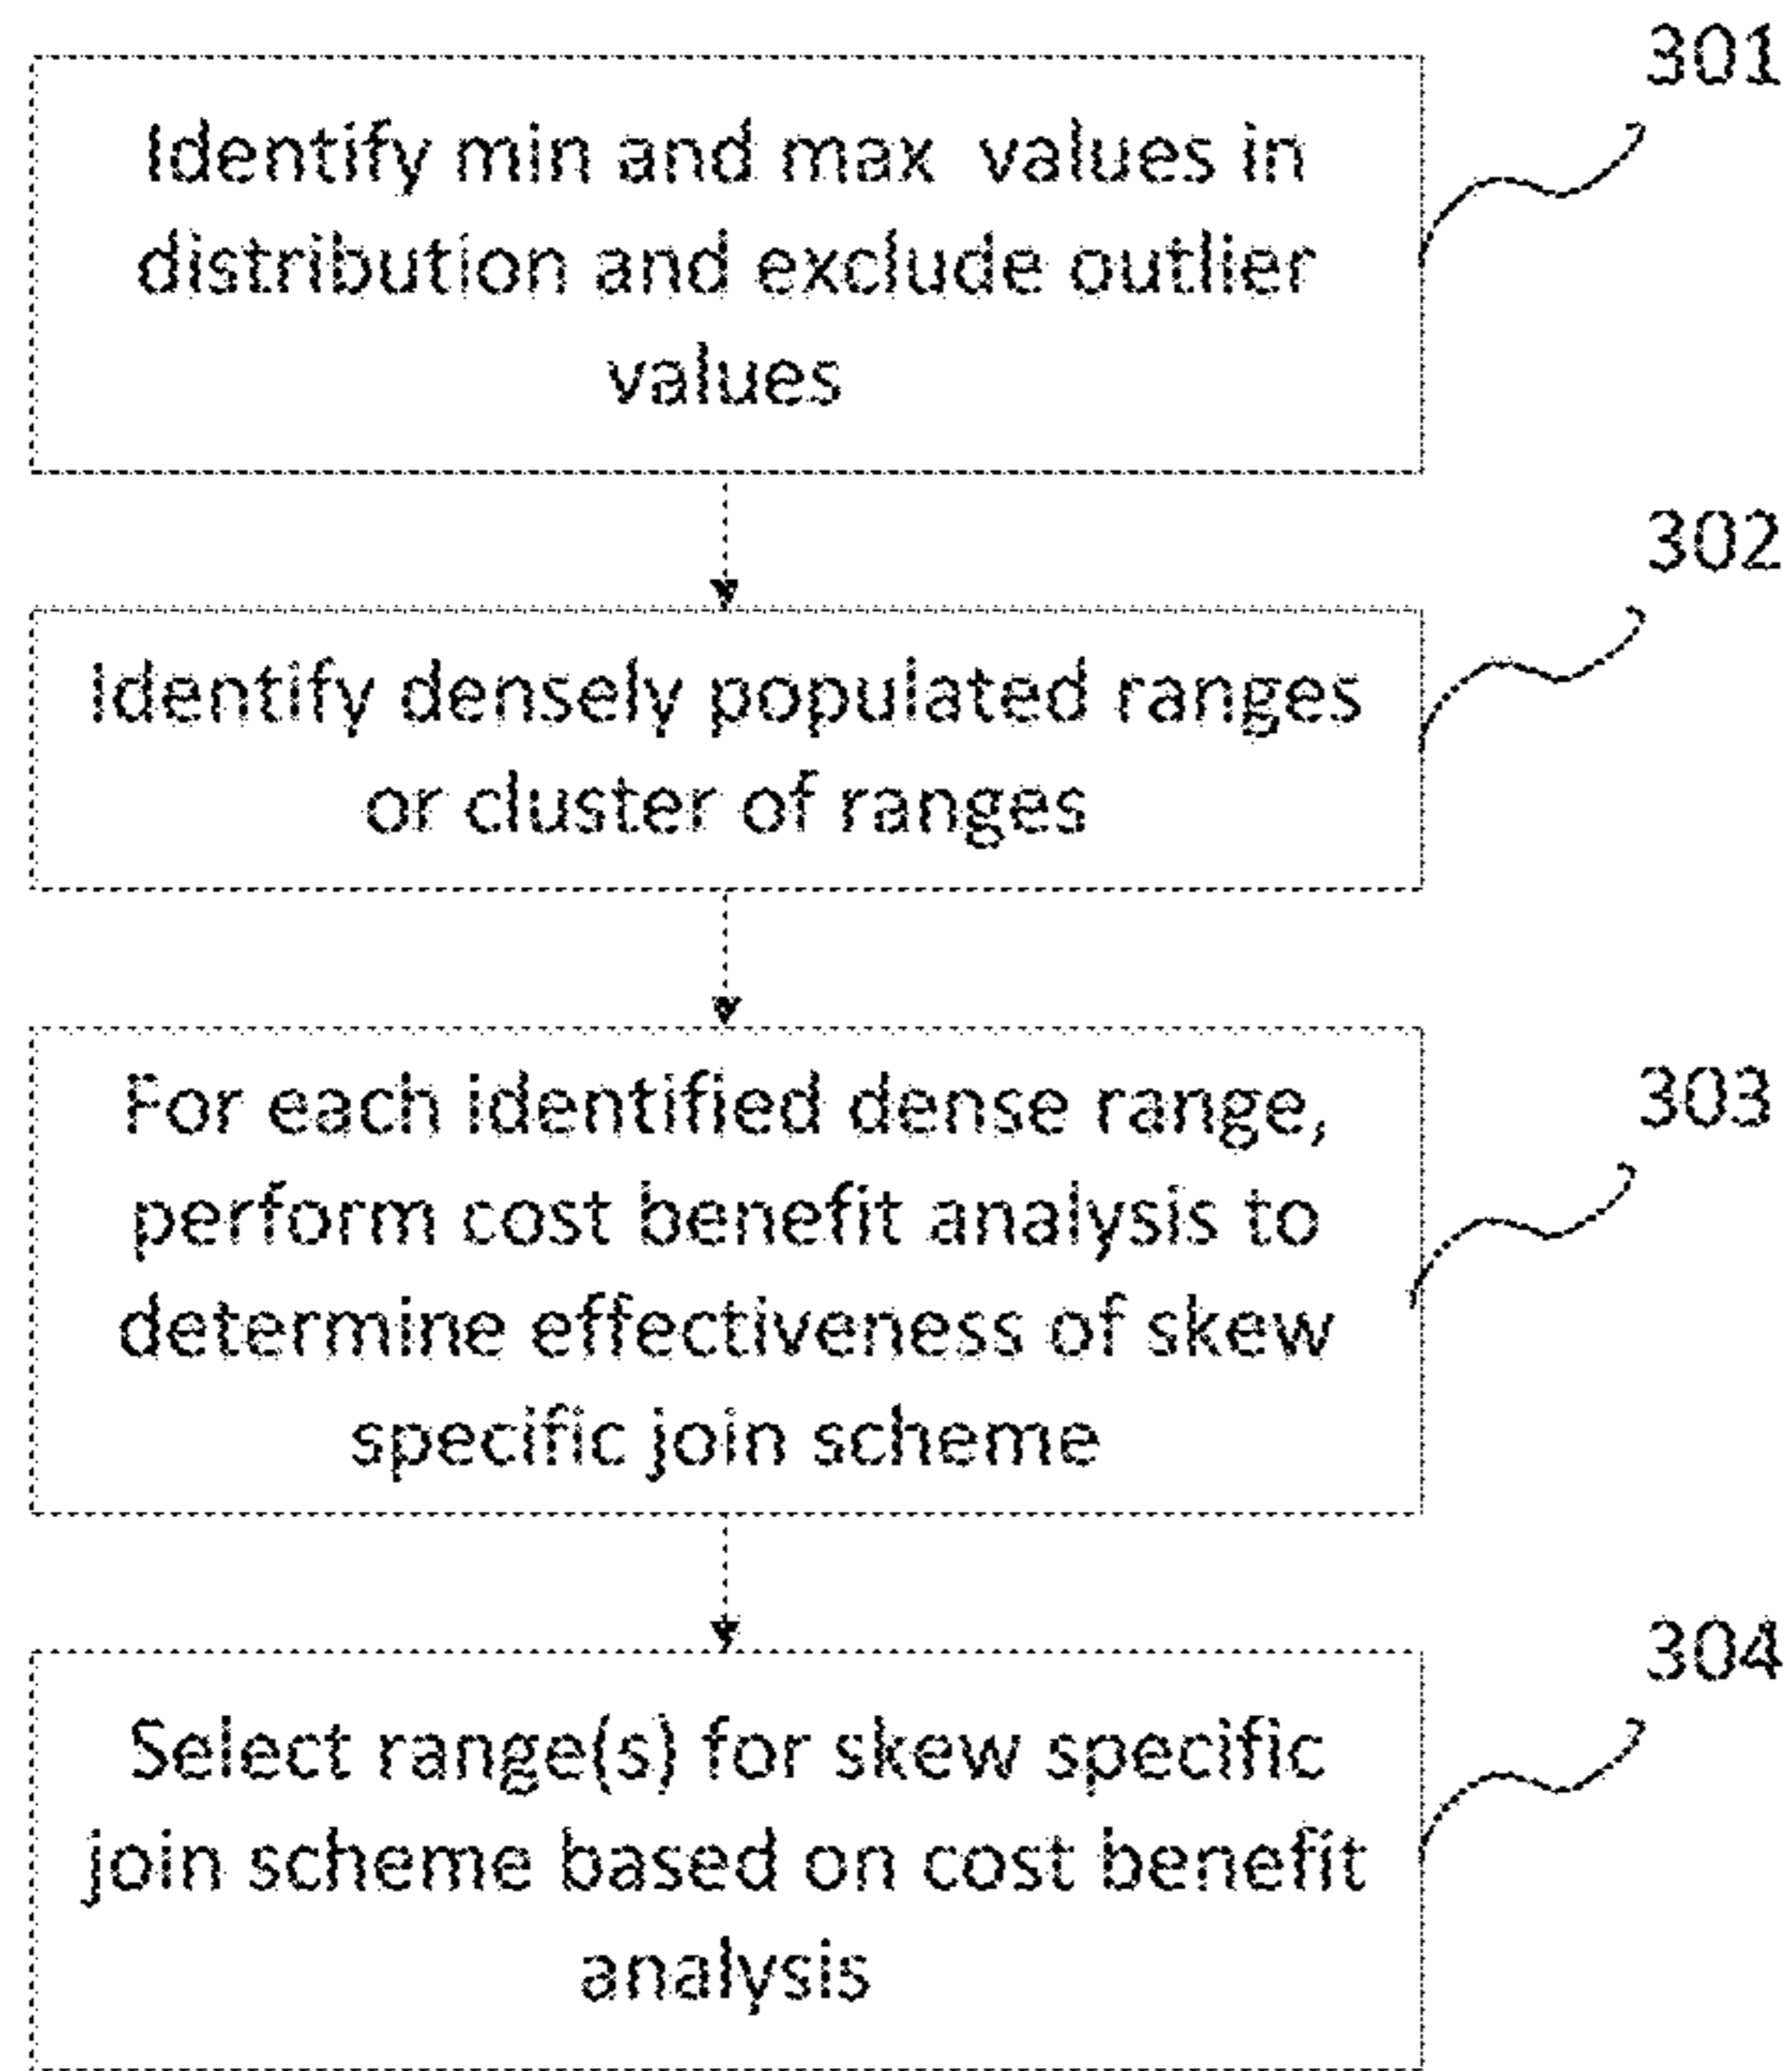 301
Identify min and max values in
distribution and exclude outlier
values
302
Identify densely populated ranges
or cluster of ranges
303
For each identified dense range,
perform cost benefit analysis to
determine effectiveness of skew
specific join scheme
304
Select range(s) for skew specific
join scheme based on cost benefit
analysis